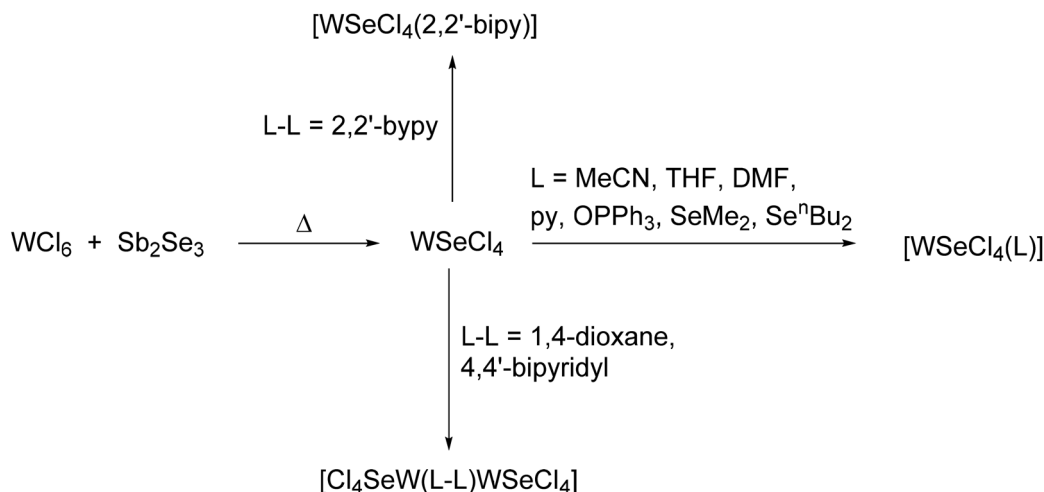 [WSeCl₄(2,2'-bipy)]
L-L = 2,2'-bypy
L = MeCN, THF, DMF,
py, OPPh₃, SeMe₂, SeⁿBu₂
WCl₆ + Sb₂Se₃
Δ
WSeCl₄
[WSeCl₄(L)]
L-L = 1,4-dioxane,
4,4'-bipyridyl
[Cl₄SeW(L-L)WSeCl₄]